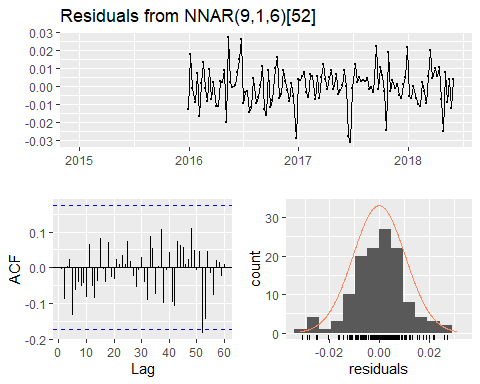 Residuals from NNAR(9,1,6)[52]
0.03
0.02
0.01
0.00
-0.01
-0.02
-0.03
2015 2016 2017 2018
ACF
0.1
0.0
-0.1
-0.2
0 10 20 30 40 50 60
Lag
count
30
20
10
0
-0.02 0.00 0.02
residuals